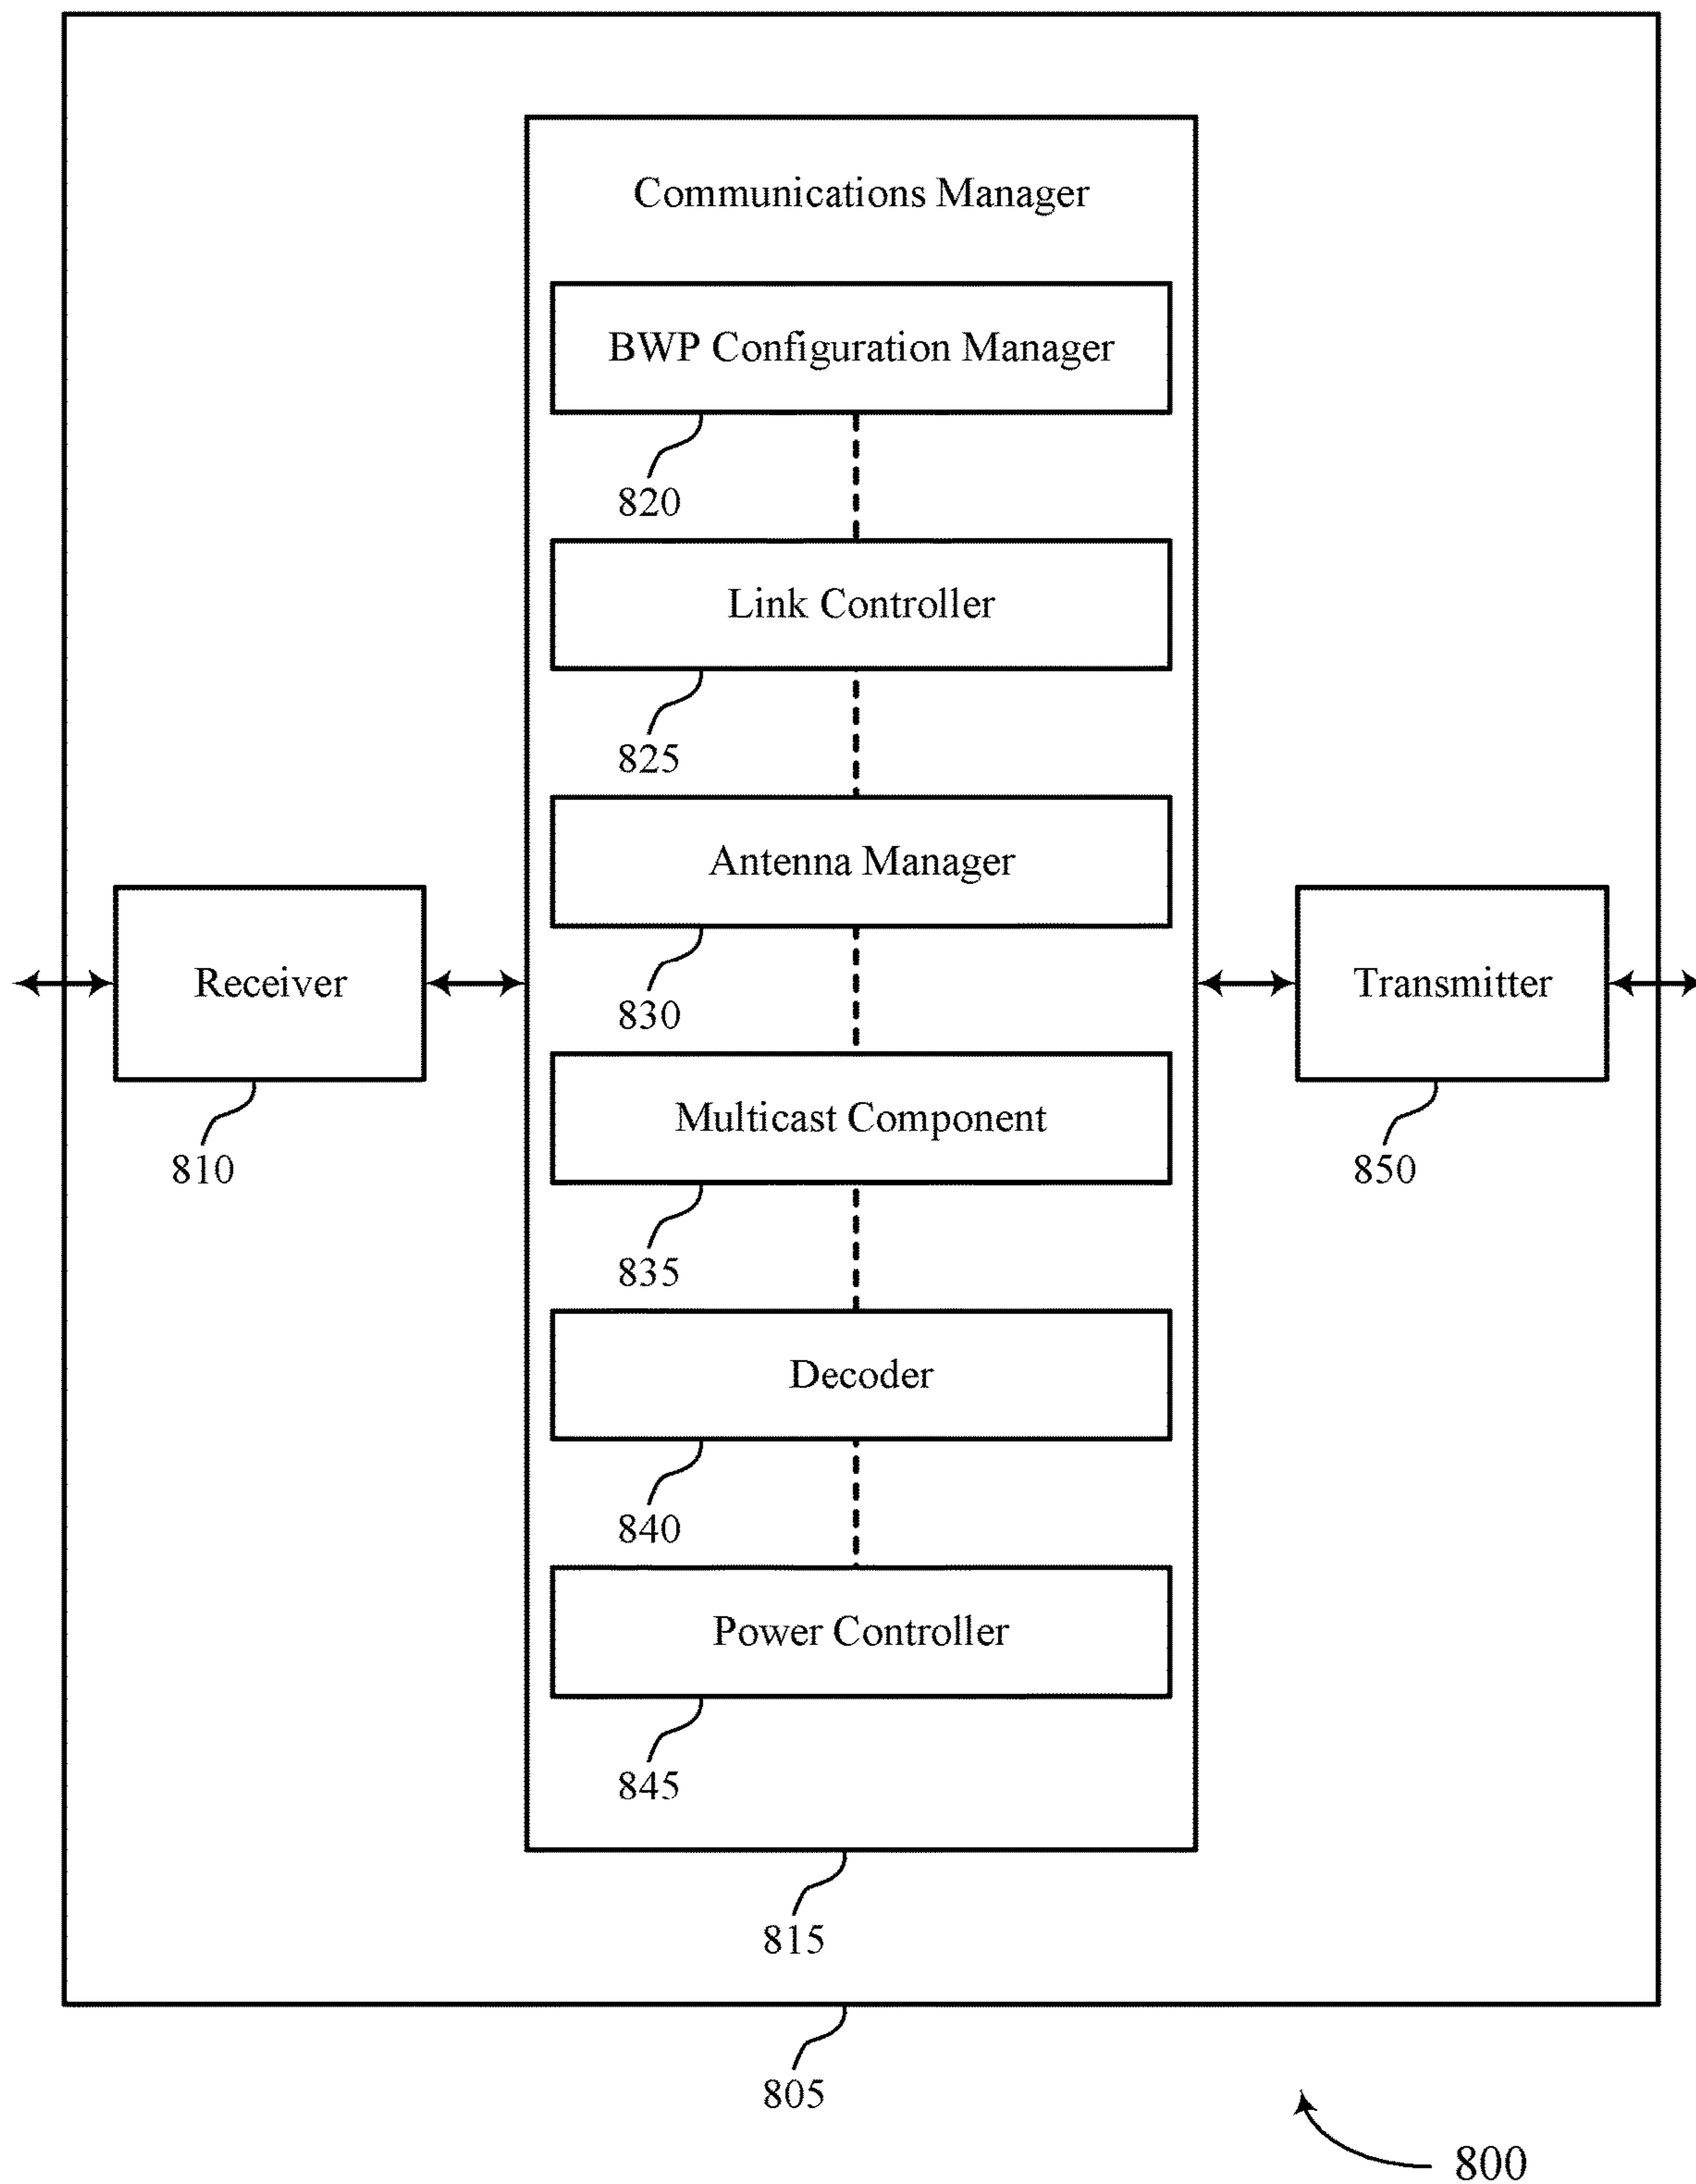 Communications Manager
BWP Configuration Manager
820
Link Controller
825
Antenna Manager
830
Receiver
810
Transmitter
850
Multicast Component
835
Decoder
840
Power Controller
845
815
805
800